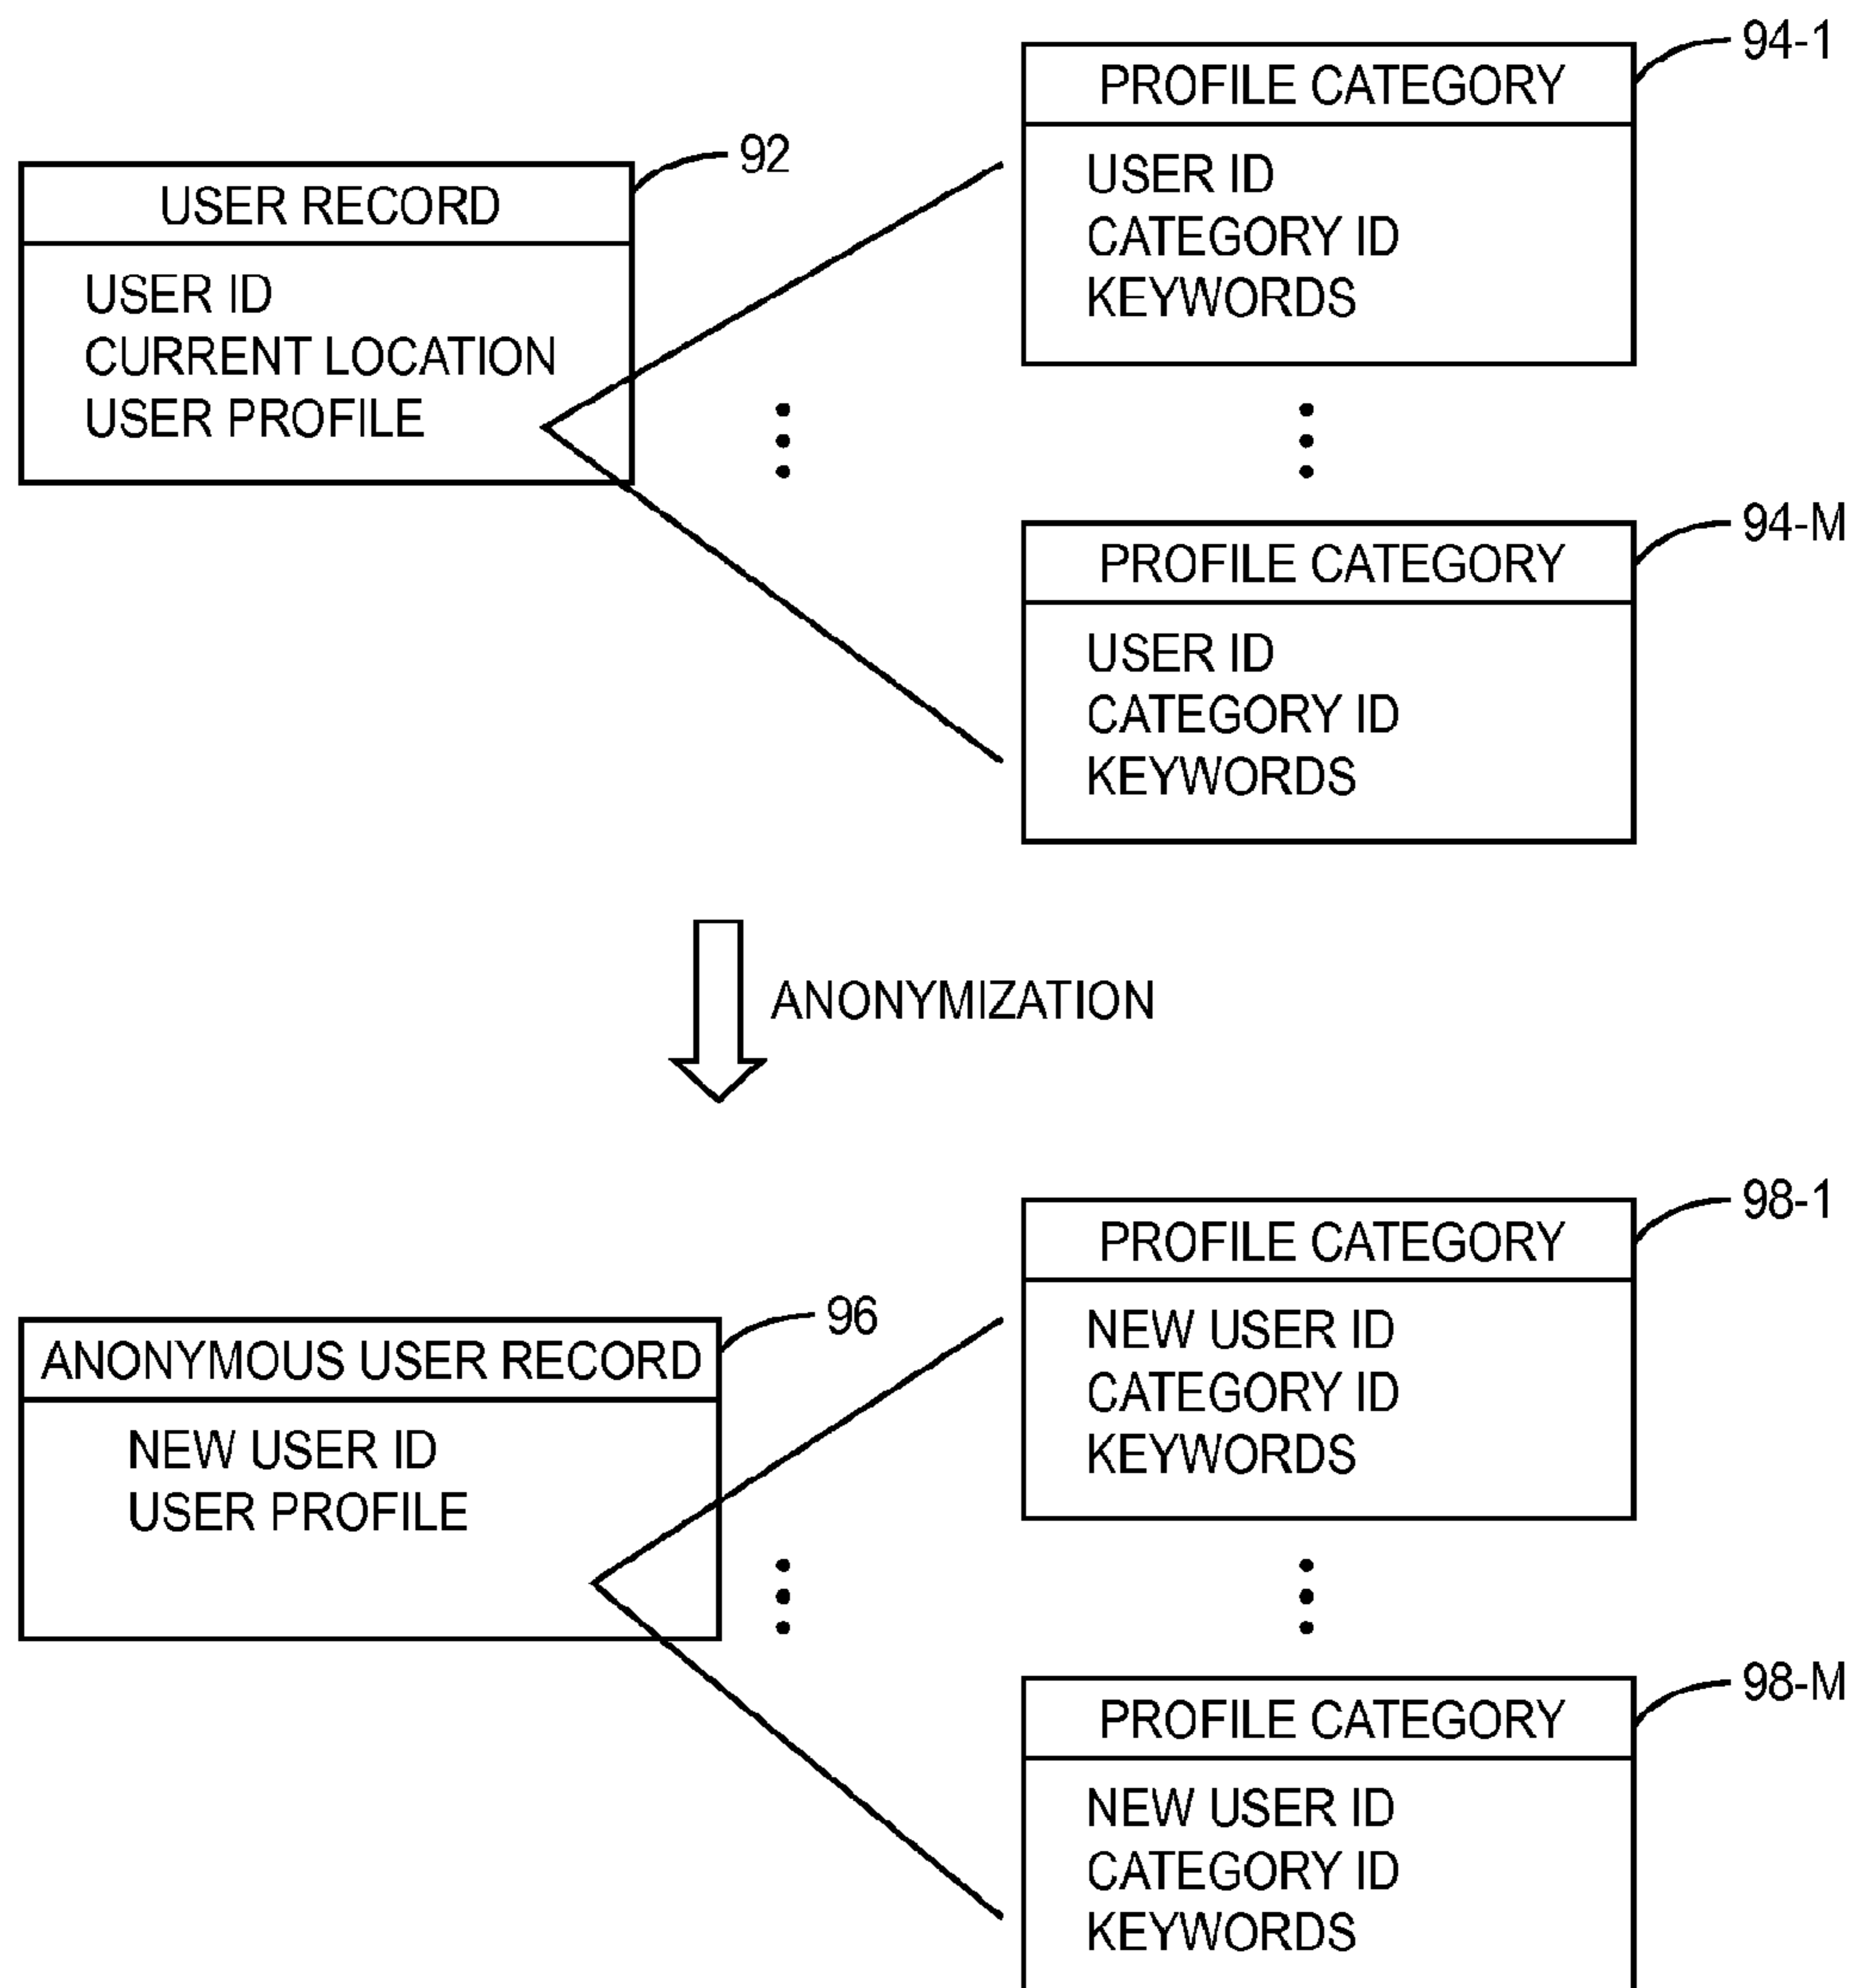 94-1
PROFILE CATEGORY
USER ID
CATEGORY ID
KEYWORDS
92
USER RECORD
USER ID
CURRENT LOCATION
USER PROFILE
94-M
PROFILE CATEGORY
USER ID
CATEGORY ID
KEYWORDS
ANONYMIZATION
98-1
PROFILE CATEGORY
NEW USER ID
CATEGORY ID
KEYWORDS
96
ANONYMOUS USER RECORD
NEW USER ID
USER PROFILE
98-M
PROFILE CATEGORY
NEW USER ID
CATEGORY ID
KEYWORDS